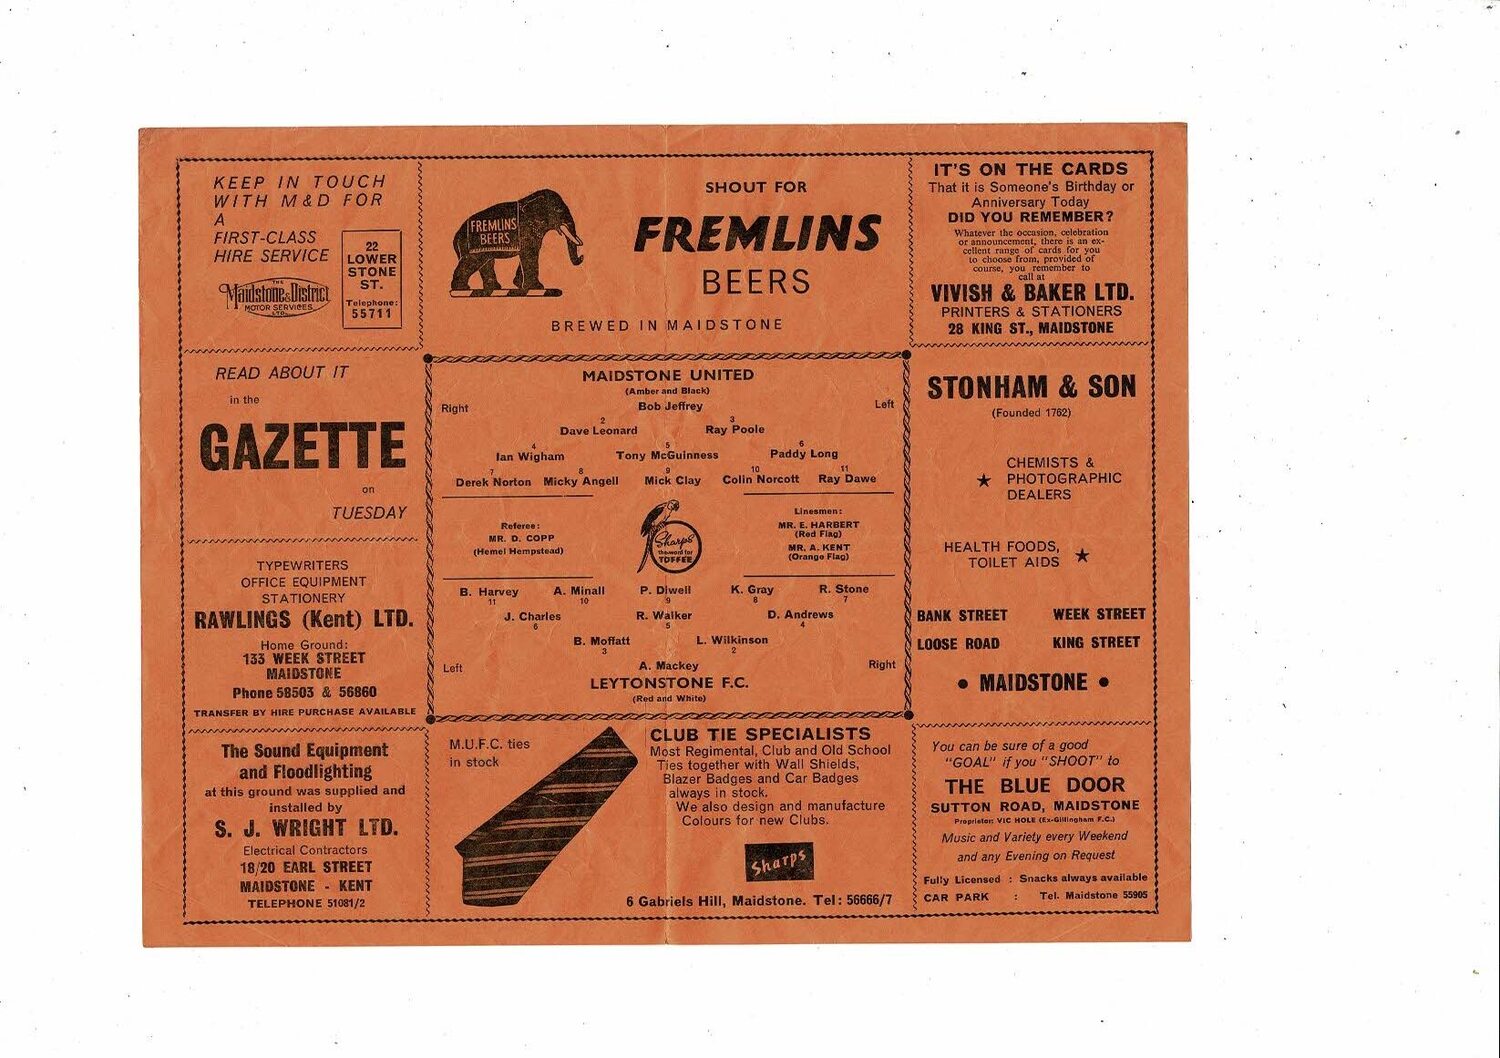 KEEP IN TOUCH
WITH M&D FOR
A
FIRST-CLASS
HIRE SERVICE
THE
Maidstone & District
MOTOR SERVICES
LTD.
22
LOWER
STONE
ST.
Telephone:
55711
FREMLINS
BEERS
SHOUT FOR
FREMLINS
BEERS
BREWED IN MAIDSTONE
IT'S ON THE CARDS
That it is Someone's Birthday or
Anniversary Today
DID YOU REMEMBER?
Whatever the occasion, celebration
or announcement, there is an ex-
cellent range of cards for you
to choose from, provided of
course, you remember to
call at
VIVISH & BAKER LTD.
PRINTERS & STATIONERS
28 KING ST., MAIDSTONE
READ ABOUT IT
in the
GAZETTE
on
TUESDAY
MAIDSTONE UNITED
(Amber and Black)
Right Bob Jeffrey Left
2 3
Dave Leonard Ray Poole
4 5 6
Ian Wigham Tony McGuinness Paddy Long
7 8 9 10 11
Derek Norton Micky Angell Mick Clay Colin Norcott Ray Dawe
Referee:
MR. D. COPP
(Hemel Hempstead)
Sharps
the word for
TOFFEE
Linesmen:
MR. E. HARBERT
(Red Flag)
MR. A. KENT
(Orange Flag)
B. Harvey A. Minall P. Diwell K. Gray R. Stone
11 10 9 8 7
J. Charles R. Walker D. Andrews
6 5 4
B. Moffatt L. Wilkinson
3 2
Left A. Mackey Right
LEYTONSTONE F.C.
(Red and White)
STONHAM & SON
(Founded 1762)
CHEMISTS &
★ PHOTOGRAPHIC
DEALERS
HEALTH FOODS,
TOILET AIDS ★
BANK STREET WEEK STREET
LOOSE ROAD KING STREET
• MAIDSTONE •
TYPEWRITERS
OFFICE EQUIPMENT
STATIONERY
RAWLINGS (Kent) LTD.
Home Ground:
133 WEEK STREET
MAIDSTONE
Phone 58503 & 56860
TRANSFER BY HIRE PURCHASE AVAILABLE
The Sound Equipment
and Floodlighting
at this ground was supplied and
installed by
S. J. WRIGHT LTD.
Electrical Contractors
18/20 EARL STREET
MAIDSTONE - KENT
TELEPHONE 51081/2
M.U.F.C. ties
in stock
CLUB TIE SPECIALISTS
Most Regimental, Club and Old School
Ties together with Wall Shields,
Blazer Badges and Car Badges
always in stock.
We also design and manufacture
Colours for new Clubs.
Sharps
6 Gabriels Hill, Maidstone. Tel: 56666/7
You can be sure of a good
"GOAL" if you "SHOOT" to
THE BLUE DOOR
SUTTON ROAD, MAIDSTONE
Proprietor: VIC HOLE (Ex-Gillingham F.C.)
Music and Variety every Weekend
and any Evening on Request
Fully Licensed : Snacks always available
CAR PARK : Tel. Maidstone 55905